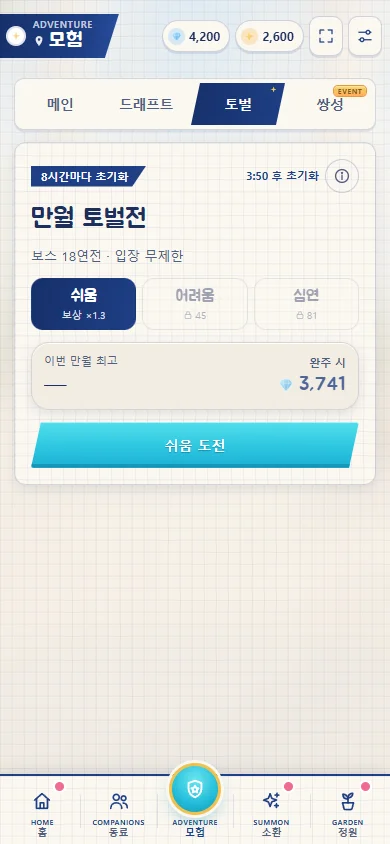 ADVENTURE
모험
4,200
2,600
메인
드래프트
토벌
쌍성
EVENT
8시간마다 초기화
3:50 후 초기화
만월 토벌전
보스 18연전 · 입장 무제한
쉬움
보상 ×1.3
어려움
45
심연
81
이번 만월 최고
—
완주 시
3,741
쉬움 도전
HOME
홈
COMPANIONS
동료
ADVENTURE
모험
SUMMON
소환
GARDEN
정원